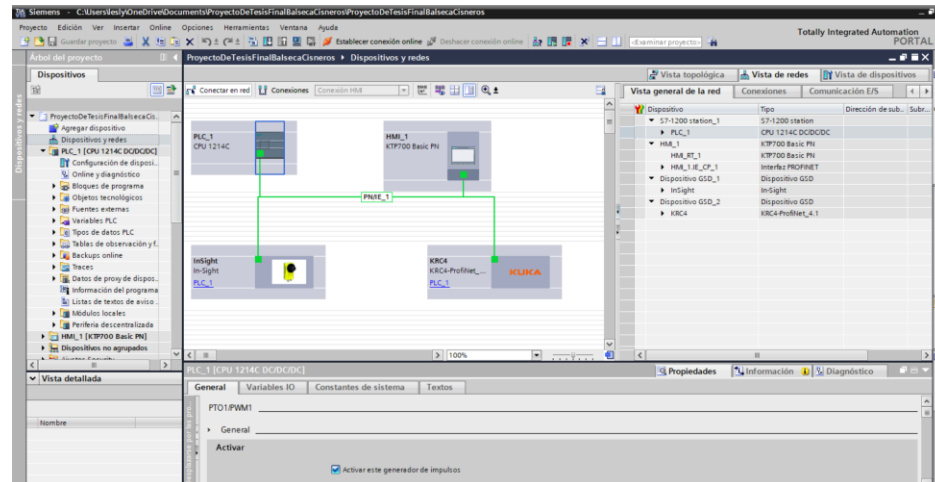 Siemens - C:\Users\lesly\OneDrive\Documents\ProyectoDeTesisFinalBalsecaCisneros\ProyectoDeTesisFinalBalsecaCisneros
Proyecto Edición Ver Insertar Online Opciones Herramientas Ventana Ayuda
Guardar proyecto Establecer conexión online Deshacer conexión online <Examinar proyecto>
Totally Integrated Automation
PORTAL
Árbol del proyecto
ProyectoDeTesisFinalBalsecaCisneros Dispositivos y redes
Dispositivos
Vista topológica Vista de redes Vista de dispositivos
Conectar en red Conexiones Conexión HMI
Vista general de la red Conexiones Comunicación E/S
Dispositivos y redes
ProyectoDeTesisFinalBalsecaCis..
Agregar dispositivo
Dispositivos y redes
PLC_1 [CPU 1214C DC/DC/DC]
Configuración de disposi..
Online y diagnóstico
Bloques de programa
Objetos tecnológicos
Fuentes externas
Variables PLC
Tipos de datos PLC
Tablas de observación y f..
Backups online
Traces
Datos de proxy de dispos..
Información del programa
Listas de textos de aviso ..
Módulos locales
Periferia descentralizada
HMI_1 [KTP700 Basic PN]
Dispositivos no agrupados
PLC_1
CPU 1214C
HMI_1
KTP700 Basic PN
PN/IE_1
InSight
In-Sight
PLC_1
KRC4
KRC4-ProfiNet_...
PLC_1
KUKA
100%
Dispositivo Tipo Dirección de sub.. Subr...
S7-1200 station_1 S7-1200 station
PLC_1 CPU 1214C DC/DC/DC
HMI_1 KTP700 Basic PN
HMI_RT_1 KTP700 Basic PN
HMI_1.IE_CP_1 Interfaz PROFINET
Dispositivo GSD_1 Dispositivo GSD
InSight In-Sight
Dispositivo GSD_2 Dispositivo GSD
KRC4 KRC4-ProfiNet_4.1
PLC_1 [CPU 1214C DC/DC/DC]
Propiedades Información Diagnóstico
Vista detallada
General Variables IO Constantes de sistema Textos
Nombre
PTO1/PWM1
General
Activar
Activar este generador de impulsos